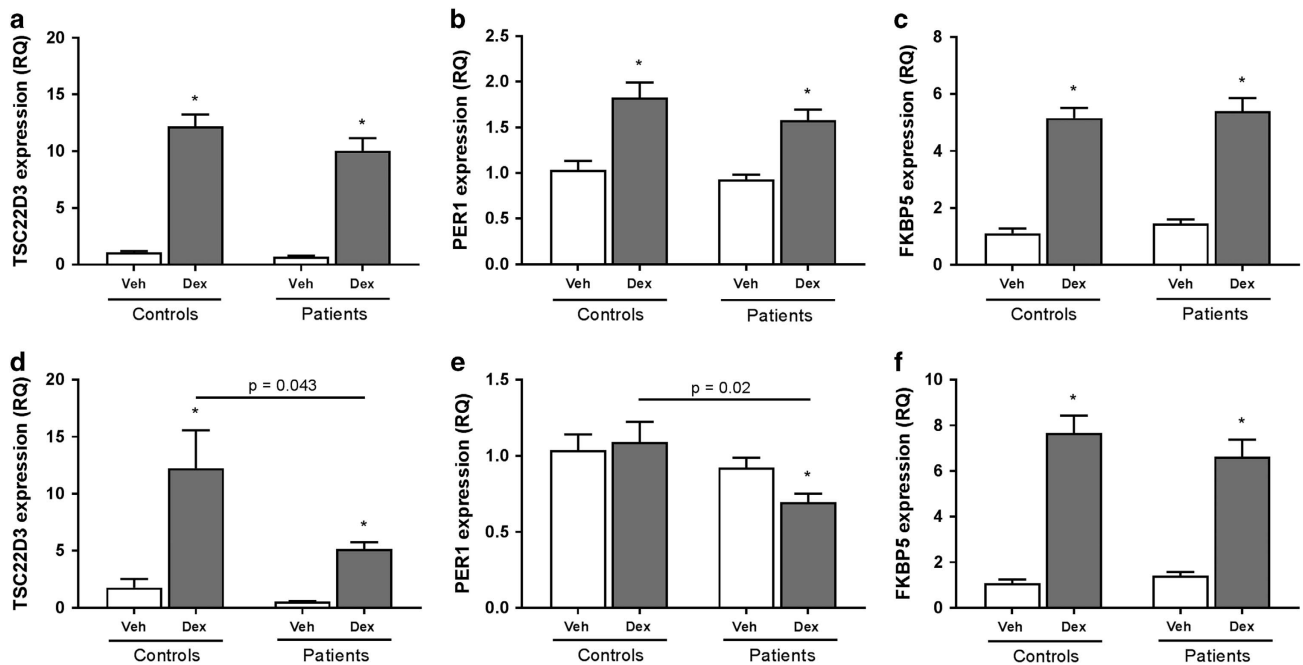 a
TSC22D3 expression (RQ)
20
15
10
5
0
*
*
Veh
Dex
Veh
Dex
Controls
Patients
b
PER1 expression (RQ)
2.5
2.0
1.5
1.0
0.5
0.0
*
*
Veh
Dex
Veh
Dex
Controls
Patients
c
FKBP5 expression (RQ)
8
6
4
2
0
*
*
Veh
Dex
Veh
Dex
Controls
Patients
d
TSC22D3 expression (RQ)
20
15
10
5
0
p = 0.043
*
*
Veh
Dex
Veh
Dex
Controls
Patients
e
PER1 expression (RQ)
1.5
1.0
0.5
0.0
p = 0.02
*
Veh
Dex
Veh
Dex
Controls
Patients
f
FKBP5 expression (RQ)
10
8
6
4
2
0
*
*
Veh
Dex
Veh
Dex
Controls
Patients